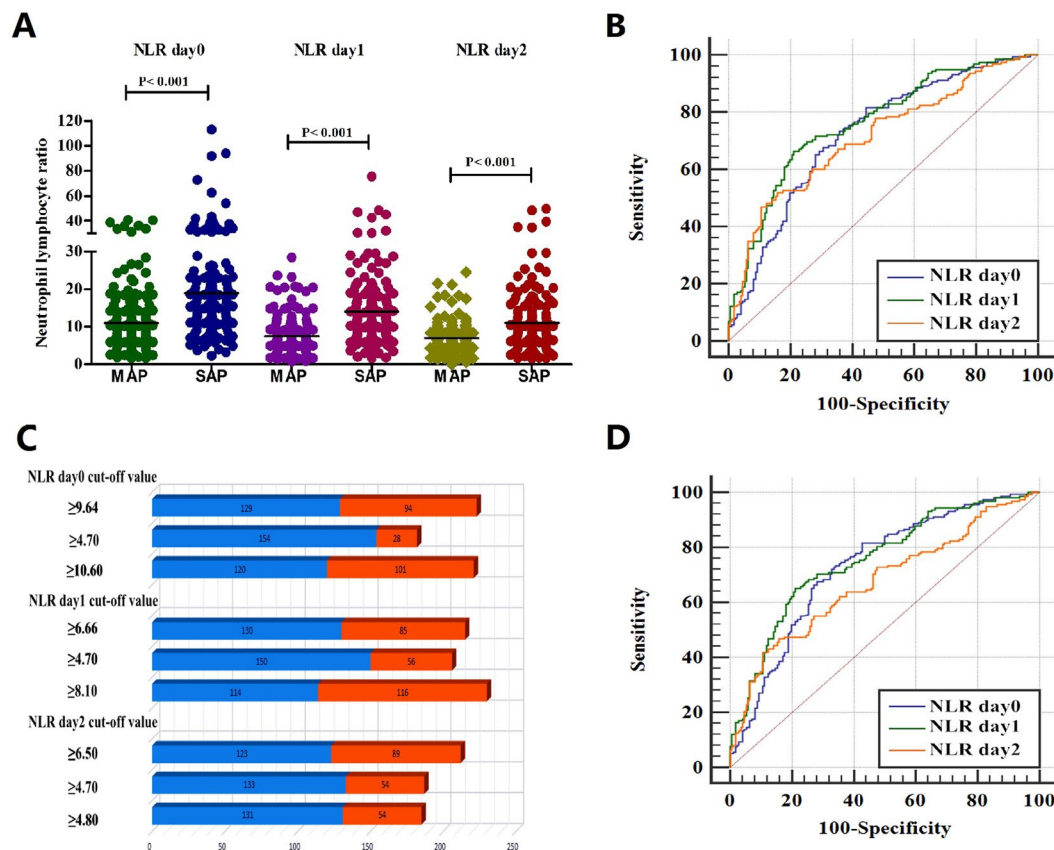 A
NLR day0 NLR day1 NLR day2
P< 0.001
P< 0.001
P< 0.001
Neutrophil lymphocyte ratio
120
100
80
60
40
20
30
20
10
0
MAP SAP MAP SAP MAP SAP
B
Sensitivity
100
80
60
40
20
0
NLR day0
NLR day1
NLR day2
0 20 40 60 80 100
100-Specificity
C
NLR day0 cut-off value
≥9.64 129 94
≥4.70 154 28
≥10.60 120 101
NLR day1 cut-off value
≥6.66 130 85
≥4.70 150 56
≥8.10 114 116
NLR day2 cut-off value
≥6.50 123 89
≥4.70 133 54
≥4.80 131 54
0 50 100 150 200 250
D
Sensitivity
100
80
60
40
20
0
NLR day0
NLR day1
NLR day2
0 20 40 60 80 100
100-Specificity